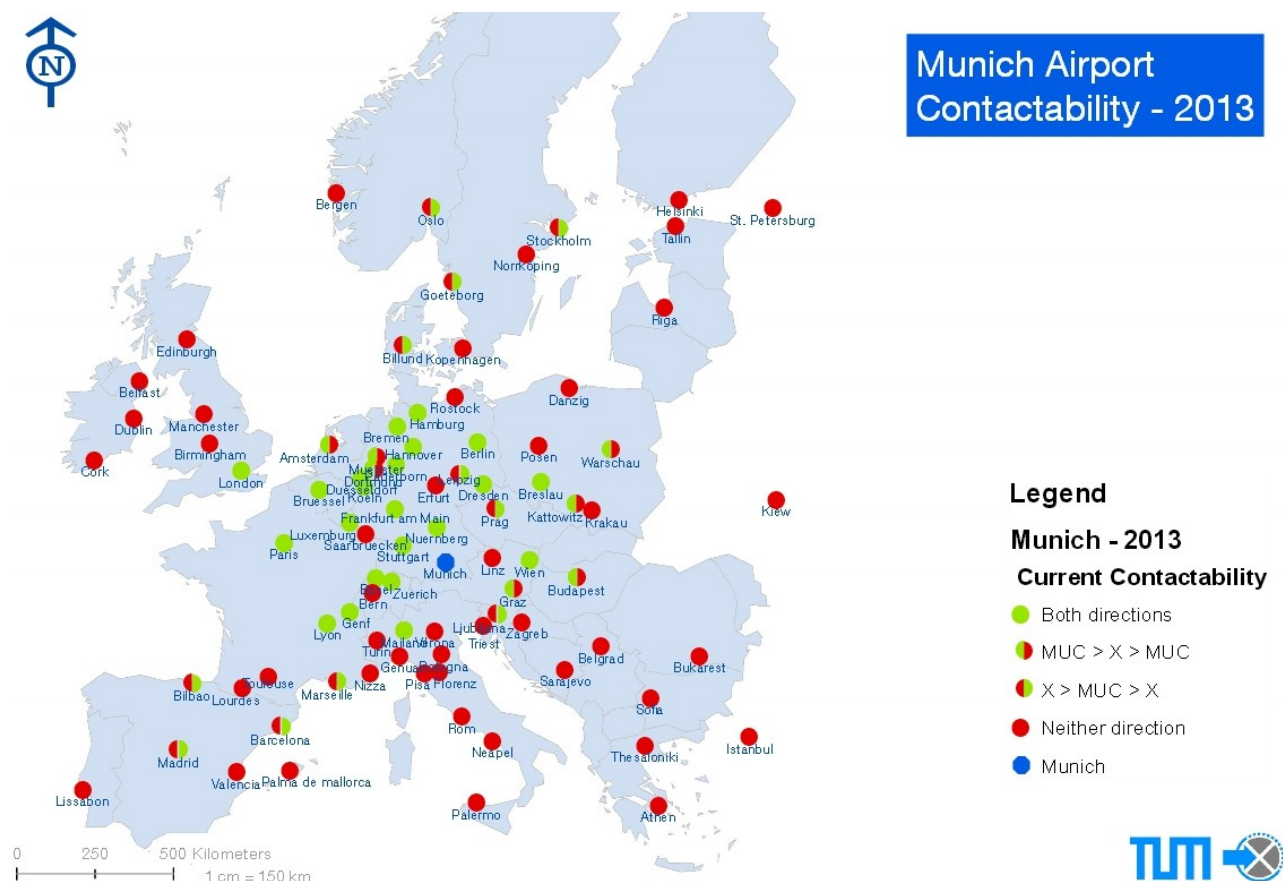 N
Munich Airport
Contactability - 2013
Bergen
Oslo
Helsinki
St. Petersburg
Tallin
Stockholm
Norrkoping
Goeteborg
Riga
Edinburgh
Billund
Kopenhagen
Belfast
Danzig
Rostock
Dublin
Manchester
Hamburg
Bremen
Birmingham
Amsterdam
Hannover
Berlin
Posen
Warschau
Cork
London
Muenster
Paderborn
Leipzig
Dortmund
Duesseldorf
Bruessel
Koeln
Erfurt
Dresden
Breslau
Kattowitz
Krakau
Kiew
Frankfurt am Main
Prag
Luxemburg
Nuernberg
Saarbruecken
Paris
Stuttgart
Munich
Linz
Wien
Budapest
Basel
Zuerich
Bern
Graz
Genf
Lyon
Ljubljana
Zagreb
Mailand
Verona
Triest
Turin
Belgrad
Bukarest
Genua
Bologna
Sarajevo
Toulouse
Nizza
Pisa
Florenz
Bilbao
Lourdes
Marseille
Sofia
Rom
Barcelona
Istanbul
Neapel
Thesaloniki
Madrid
Valencia
Palma de mallorca
Lissabon
Palermo
Athen
Legend
Munich - 2013
Current Contactability
Both directions
MUC > X > MUC
X > MUC > X
Neither direction
Munich
0 250 500 Kilometers
1 cm = 150 km
TUM